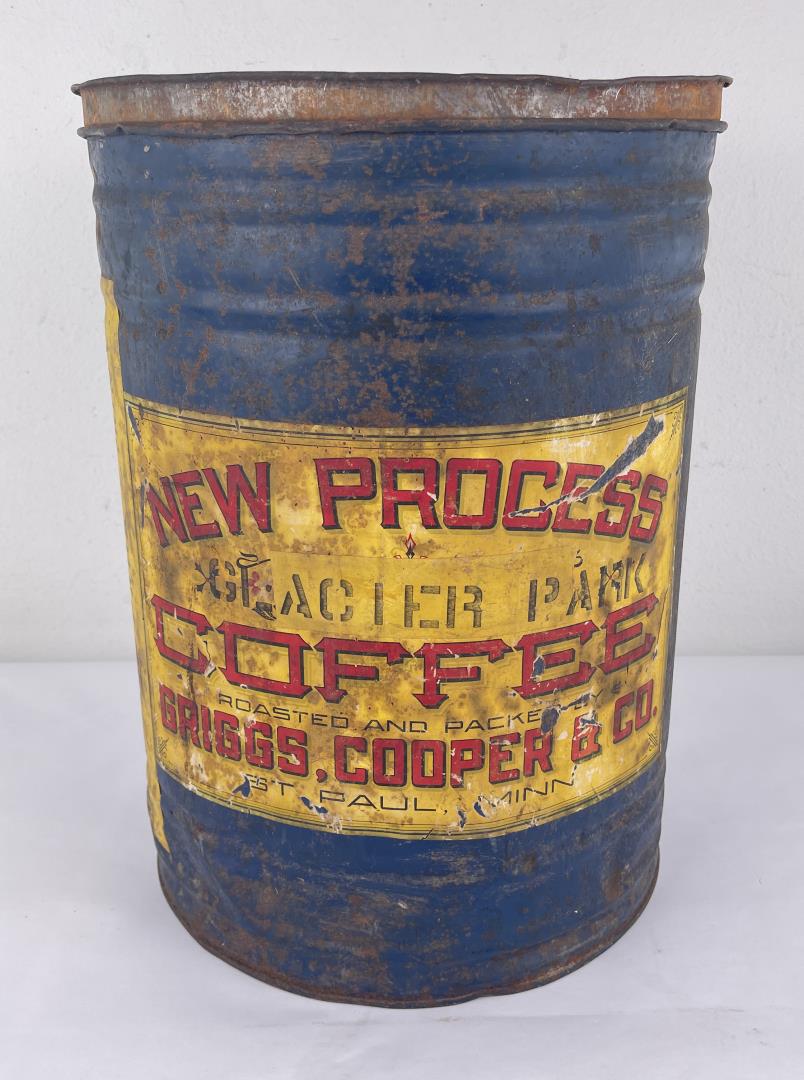 NEW PROCESS
GLACIER PARK
COFFEE
ROASTED AND PACKED BY
GRIGGS, COOPER & CO.
ST PAUL, MINN